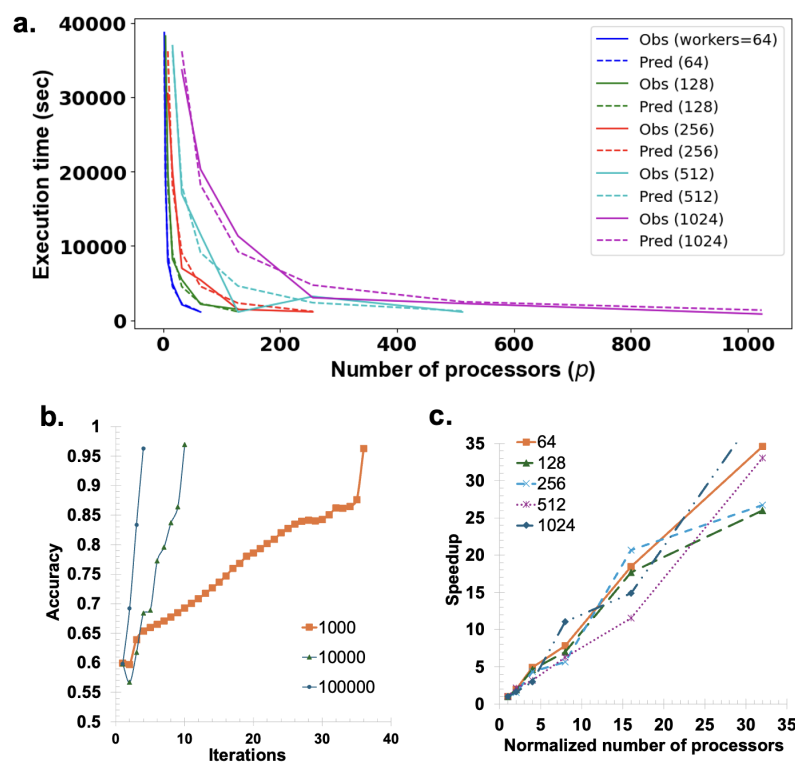 a.
40000
30000
20000
10000
0
Execution time (sec)
0 200 400 600 800 1000
Number of processors (p)
Obs (workers=64)
Pred (64)
Obs (128)
Pred (128)
Obs (256)
Pred (256)
Obs (512)
Pred (512)
Obs (1024)
Pred (1024)
b.
1
0.95
0.9
0.85
0.8
0.75
0.7
0.65
0.6
0.55
0.5
Accuracy
0 10 20 30 40
Iterations
1000
10000
100000
c.
35
30
25
20
15
10
5
0
Speedup
0 5 10 15 20 25 30 35
Normalized number of processors
64
128
256
512
1024